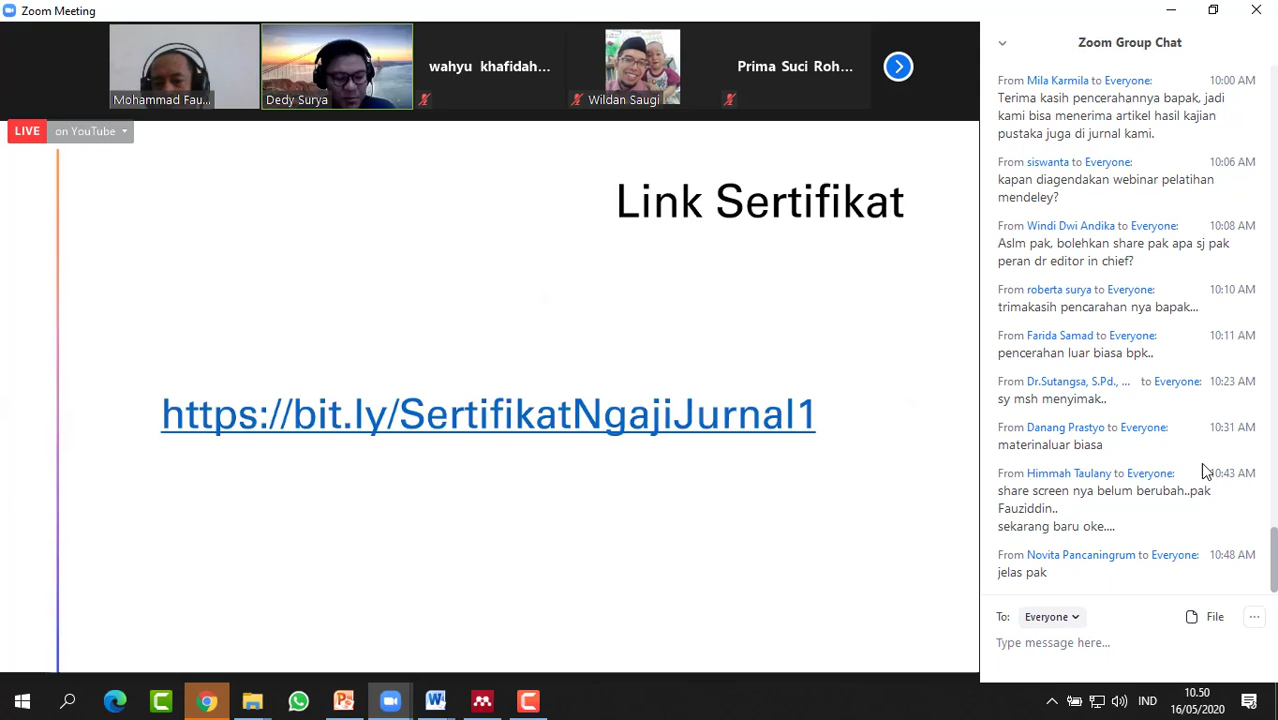 Zoom Meeting
Mohammad Fau...
Dedy Surya
wahyu khafidah...
Wildan Saugi
Prima Suci Roh...
LIVE
on YouTube
Link Sertifikat
https://bit.ly/SertifikatNgajiJurnal1
Zoom Group Chat
From Mila Karmila to Everyone: 10:00 AM
Terima kasih pencerahannya bapak, jadi
kami bisa menerima artikel hasil kajian
pustaka juga di jurnal kami.
From siswanta to Everyone: 10:06 AM
kapan diagendakan webinar pelatihan
mendeley?
From Windi Dwi Andika to Everyone: 10:08 AM
Aslm pak, bolehkan share pak apa sj pak
peran dr editor in chief?
From roberta surya to Everyone: 10:10 AM
trimakasih pencarahan nya bapak...
From Farida Samad to Everyone: 10:11 AM
pencerahan luar biasa bpk..
From Dr.Sutangsa, S.Pd., ... to Everyone: 10:23 AM
sy msh menyimak..
From Danang Prastyo to Everyone: 10:31 AM
materinaluar biasa
From Himmah Taulany to Everyone: 10:43 AM
share screen nya belum berubah..pak
Fauziddin..
sekarang baru oke....
From Novita Pancaningrum to Everyone: 10:48 AM
jelas pak
To: Everyone File ...
Type message here...
IND
10.50
16/05/2020